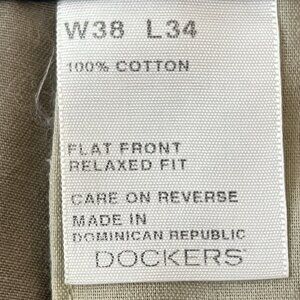 W38 L34
100% COTTON
FLAT FRONT
RELAXED FIT
CARE ON REVERSE
MADE IN
DOMINICAN REPUBLIC
DOCKERS®